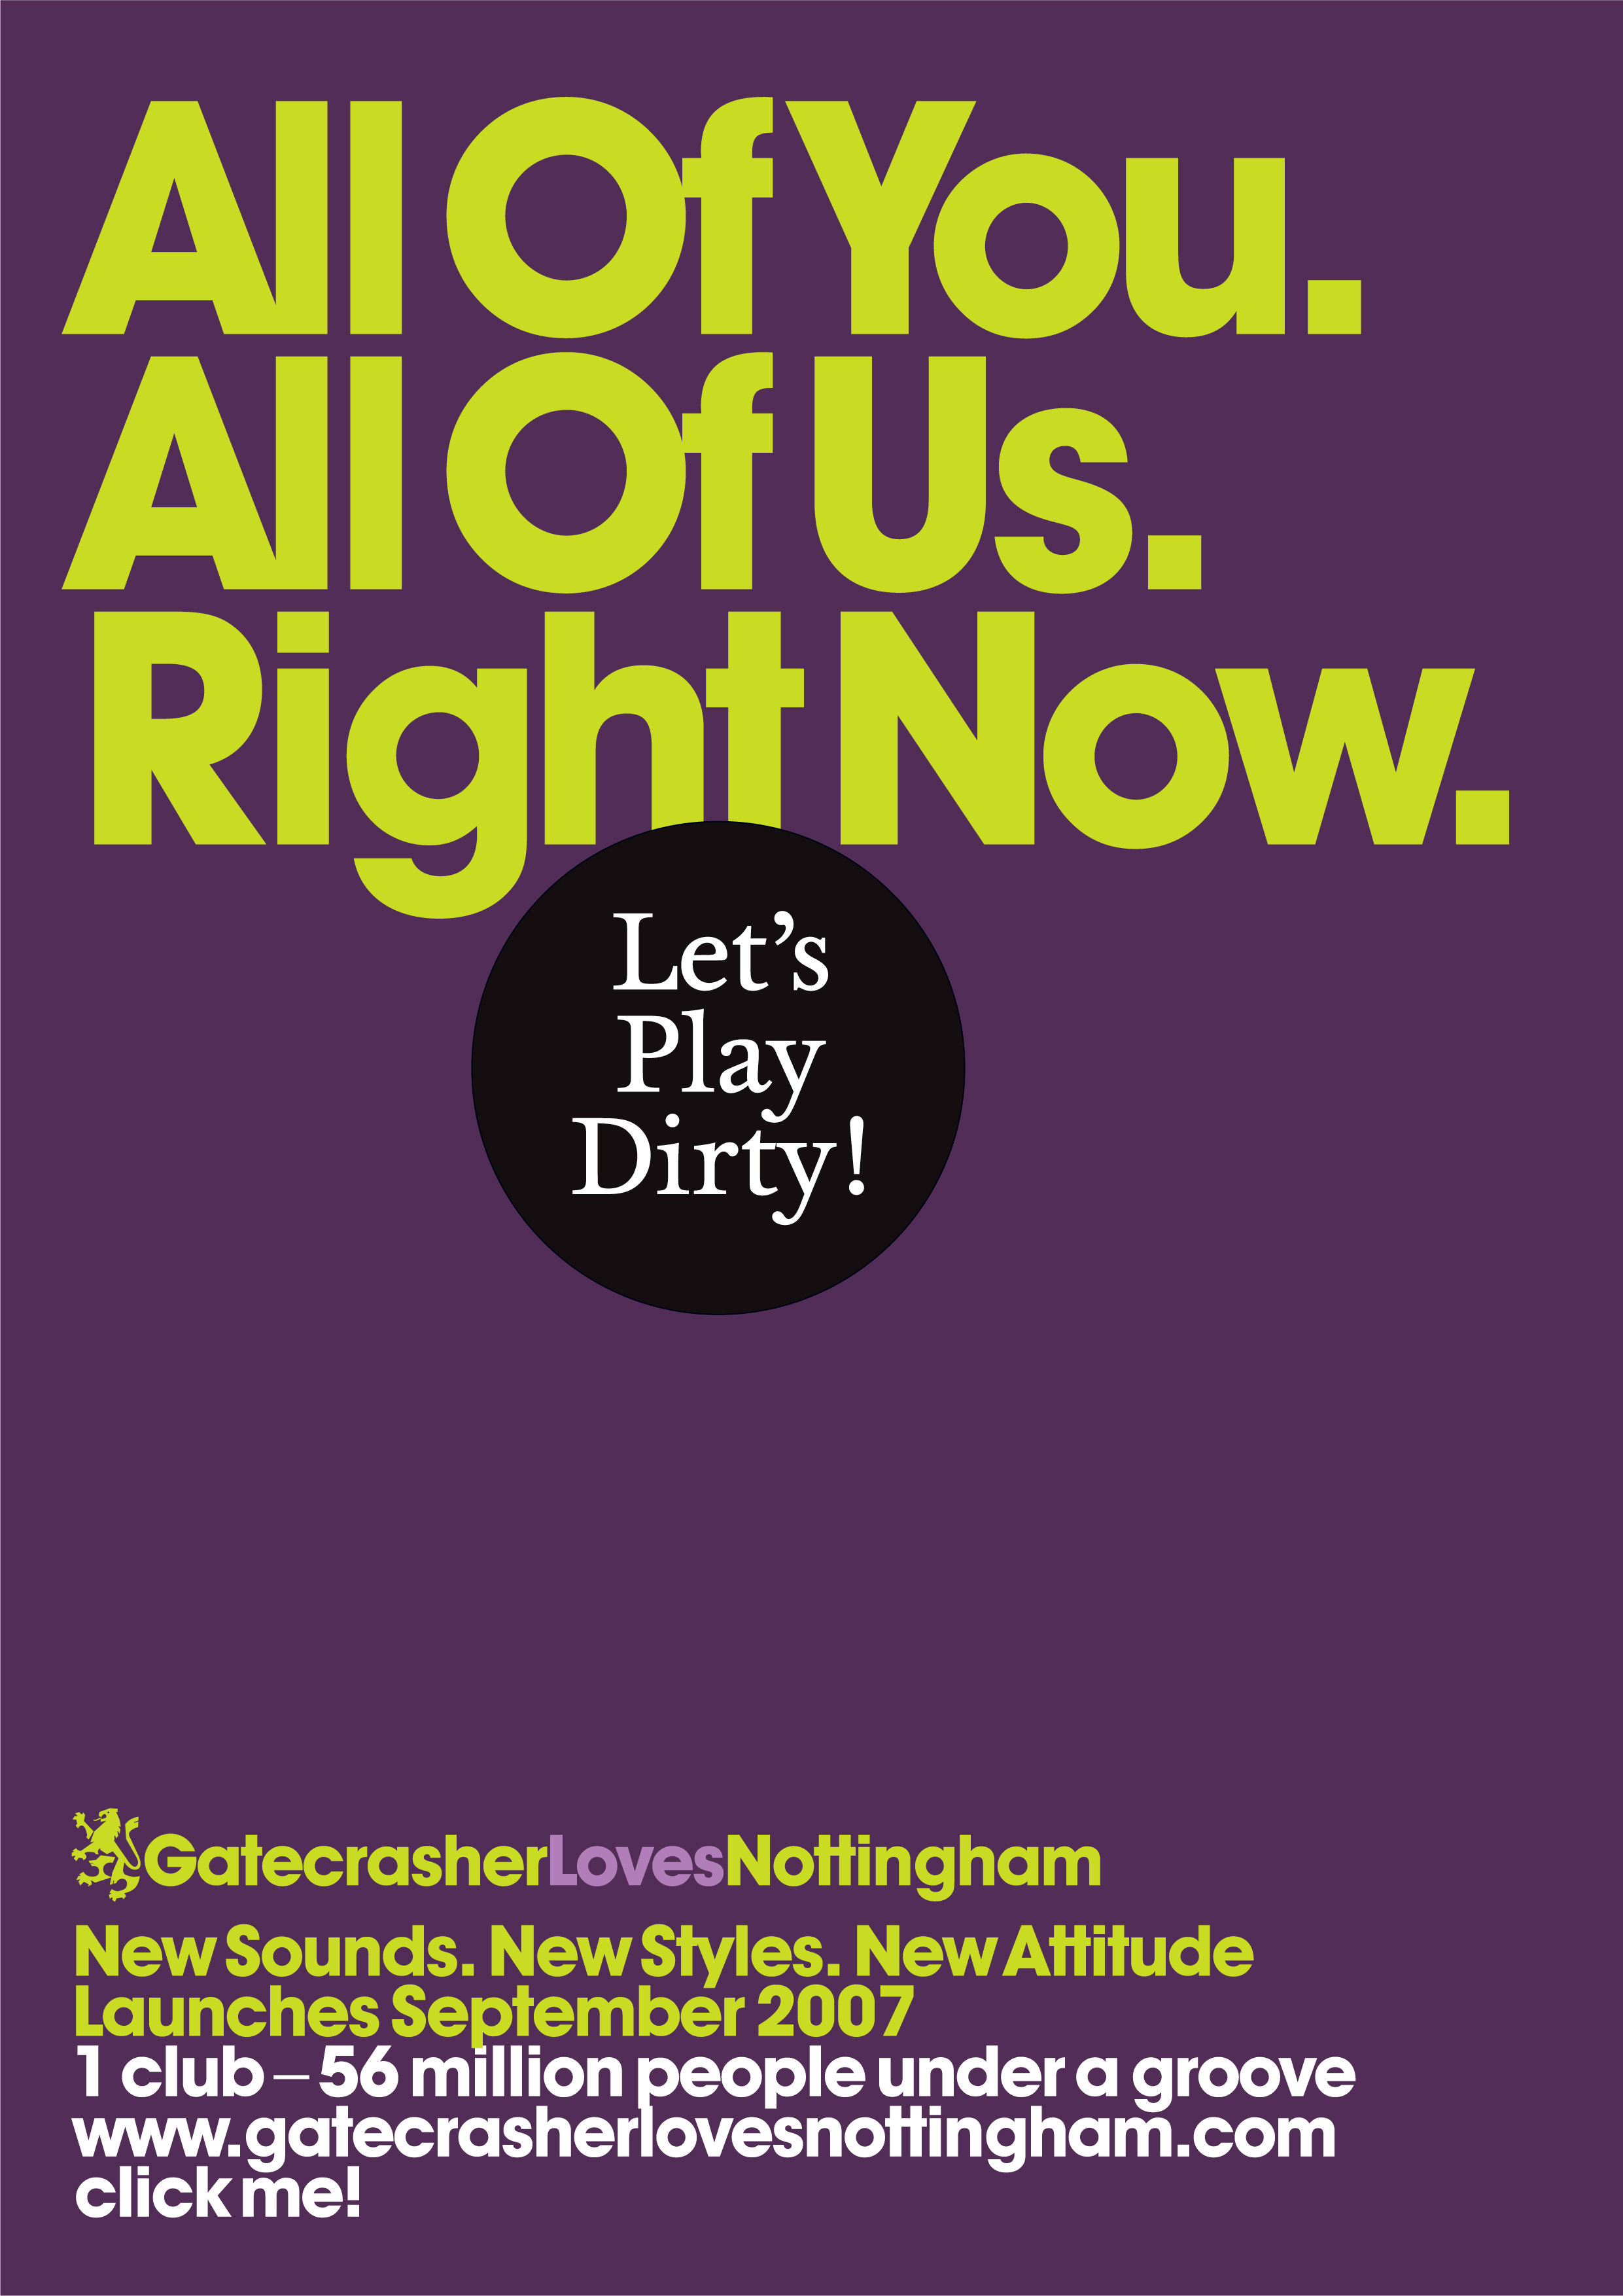 All Of You.
All Of Us.
Right Now.
Let’s
Play
Dirty!
GatecrasherLovesNottingham
New Sounds. New Styles. New Attitude
Launches September 2007
1 club — 56 million people under a groove
www.gatecrasherlovesnottingham.com
click me!